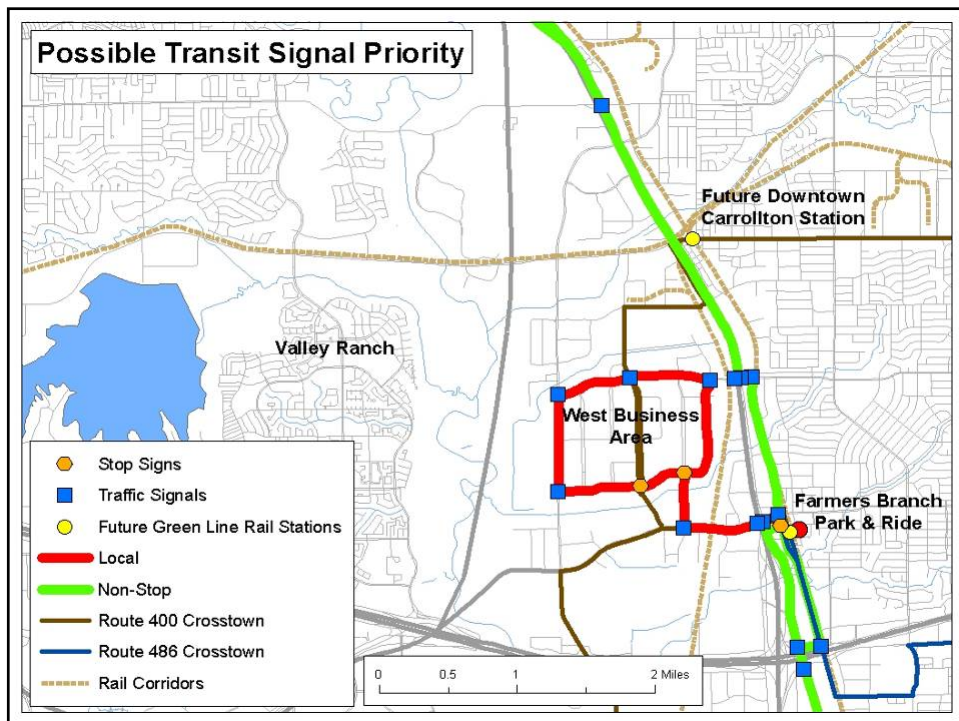 Possible Transit Signal Priority
Future Downtown
Carrollton Station
Valley Ranch
West Business
Area
Farmers Branch
Park & Ride
Stop Signs
Traffic Signals
Future Green Line Rail Stations
Local
Non-Stop
Route 400 Crosstown
Route 486 Crosstown
Rail Corridors
0 0.5 1 2 Miles